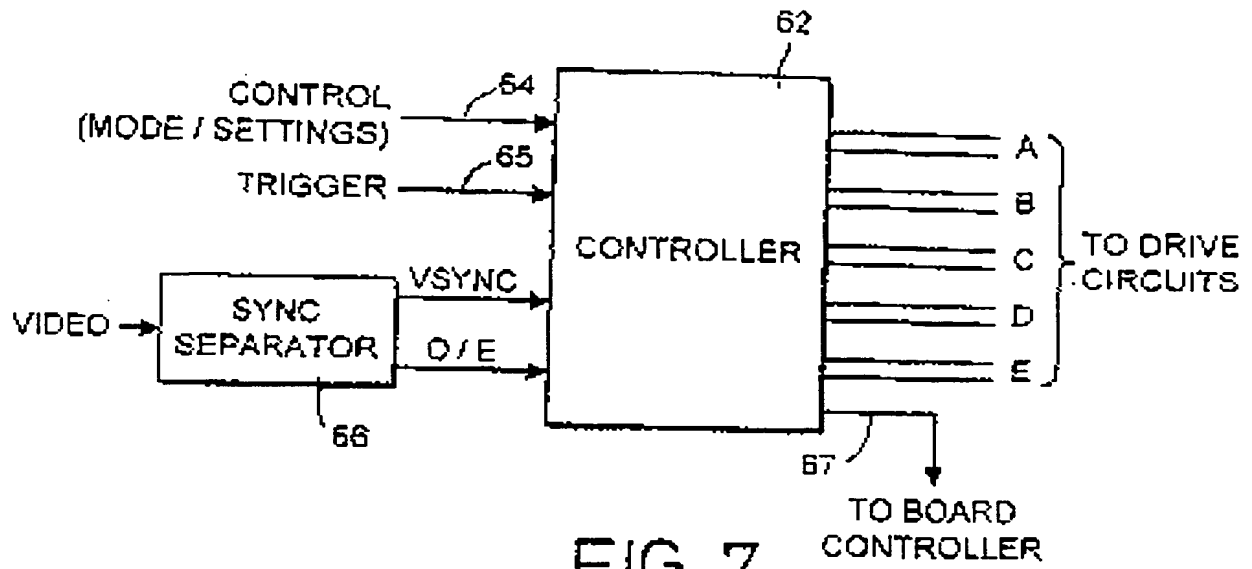 62
CONTROL
(MODE / SETTINGS)
64
TRIGGER
65
CONTROLLER
A
B
C
D
E
TO DRIVE
CIRCUITS
VIDEO
SYNC
SEPARATOR
VSYNC
O / E
66
67
TO BOARD
CONTROLLER
FIG. 7